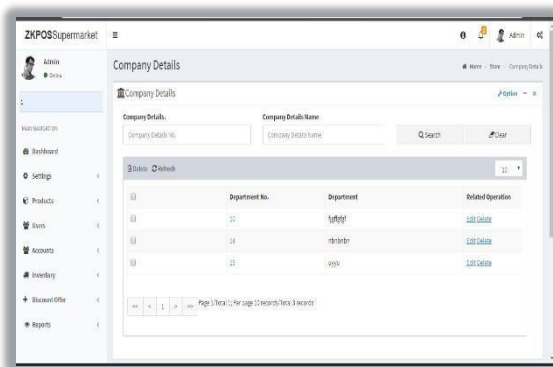 ZKPOSSupermarket
Admin
Admin
Online
MAIN NAVIGATION
Dashboard
Settings
Products
Users
Accounts
Inventory
Discount Offer
Reports
Company Details
Home - Store - Company Details
Company Details
Option
Company Details.
Company Details Name
Company Details No.
Company Details Name
Search
Clear
Delete Refresh
10
Department No.
Department
Related Operation
Edit Delete
14
nbnbnbn
Edit Delete
15
Edit Delete
<< < 1 > >> Page 1/Total 1; Per page 10 records/Total 3 records